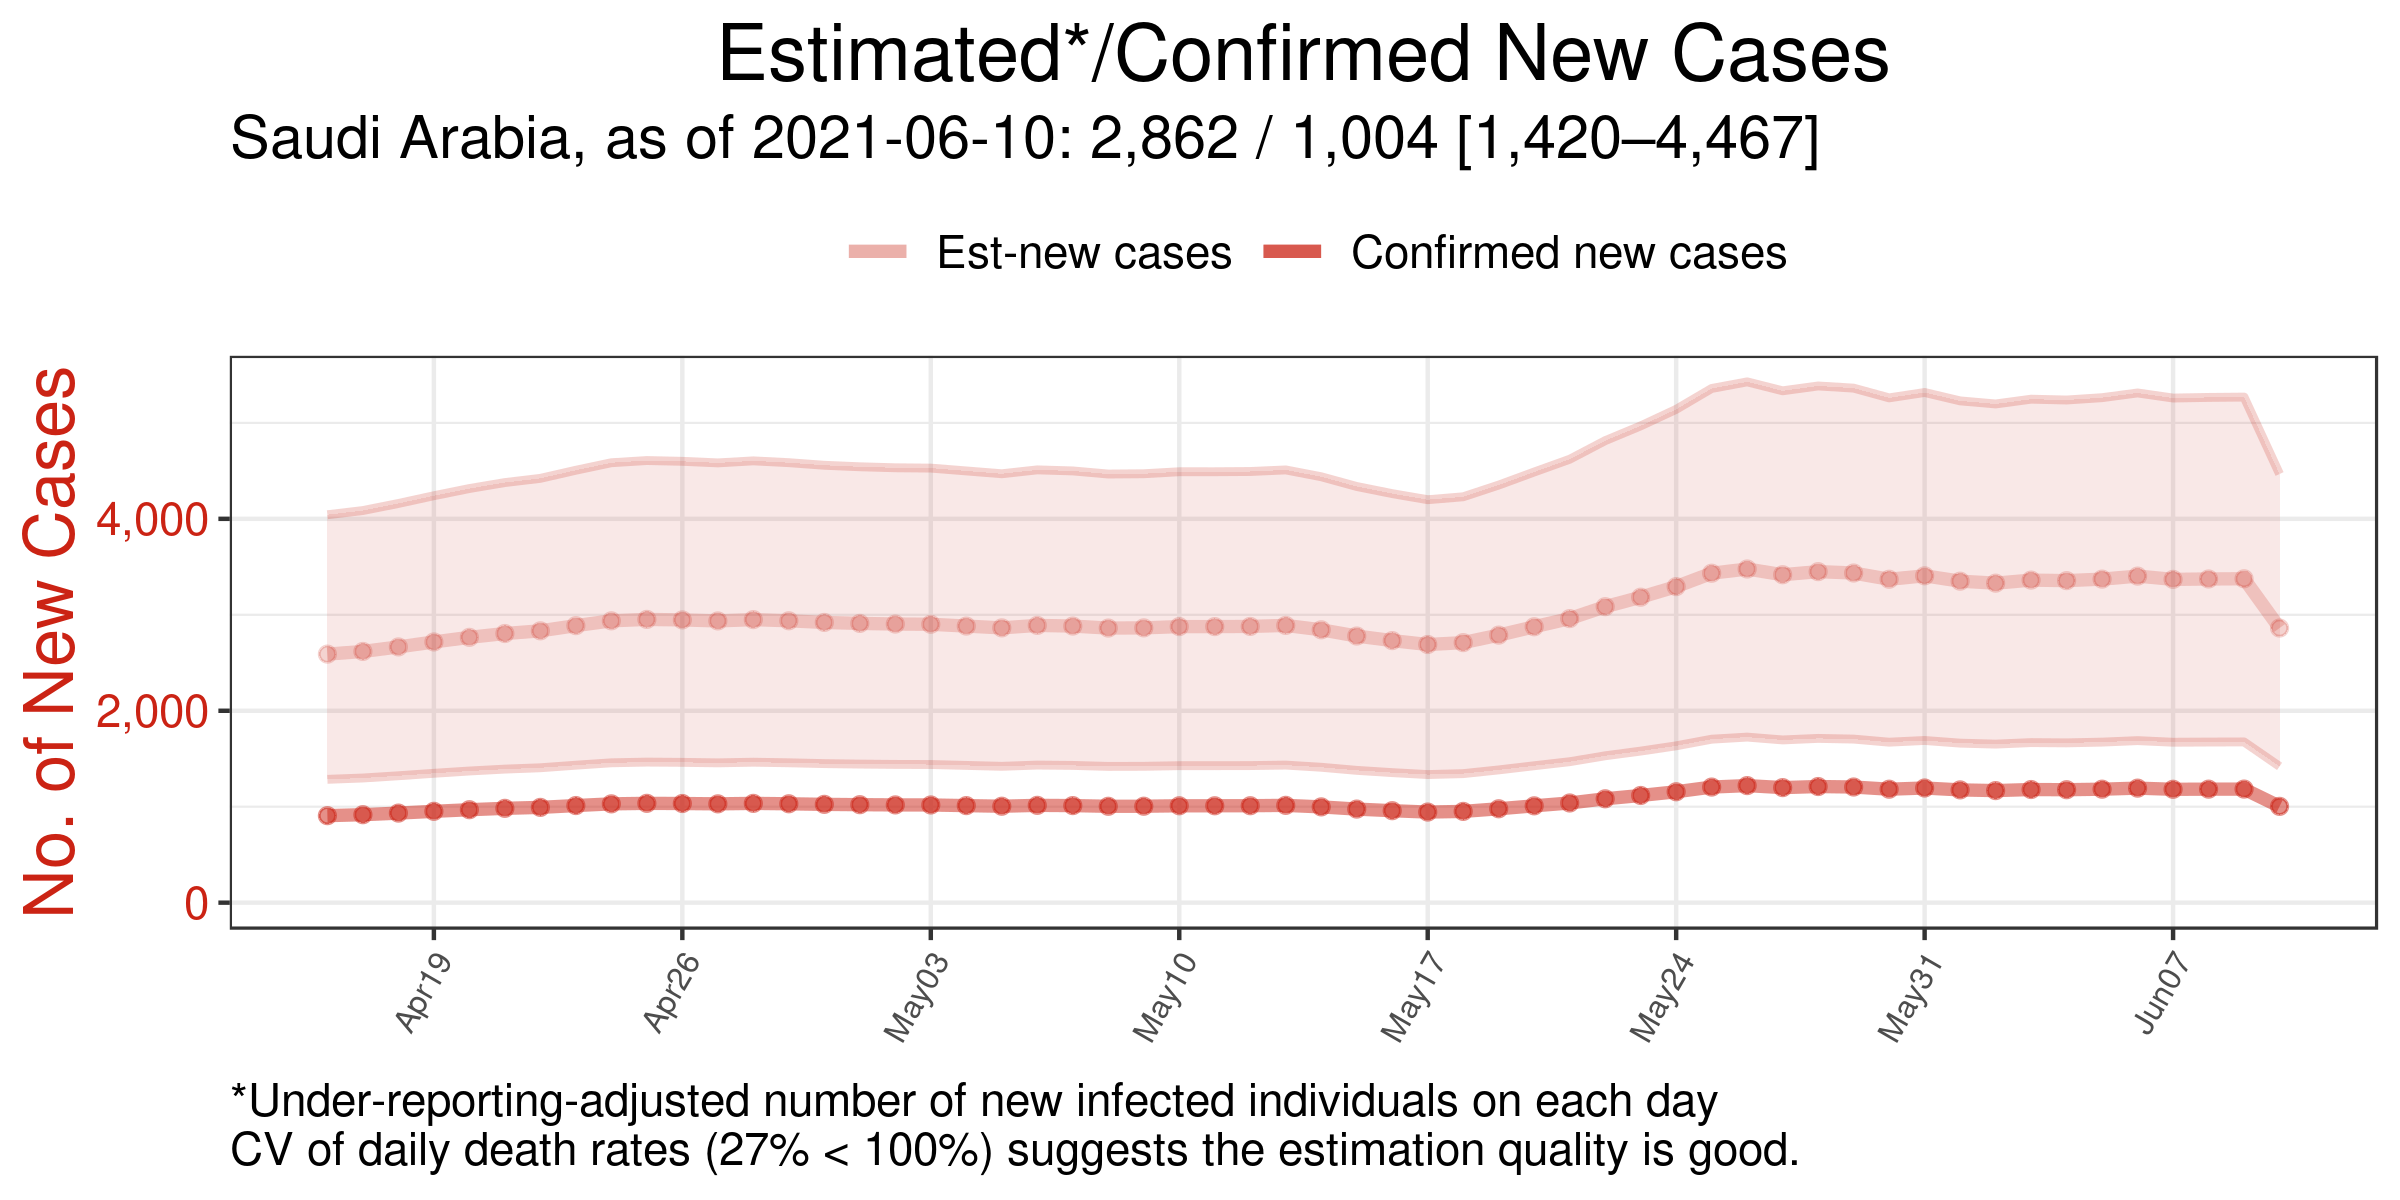 Estimated*/Confirmed New Cases
Saudi Arabia, as of 2021-06-10: 2,862 / 1,004 [1,420–4,467]
Est-new cases
Confirmed new cases
No. of New Cases
4,000
2,000
0
Apr19
Apr26
May03
May10
May17
May24
May31
Jun07
*Under-reporting-adjusted number of new infected individuals on each day
CV of daily death rates (27% < 100%) suggests the estimation quality is good.